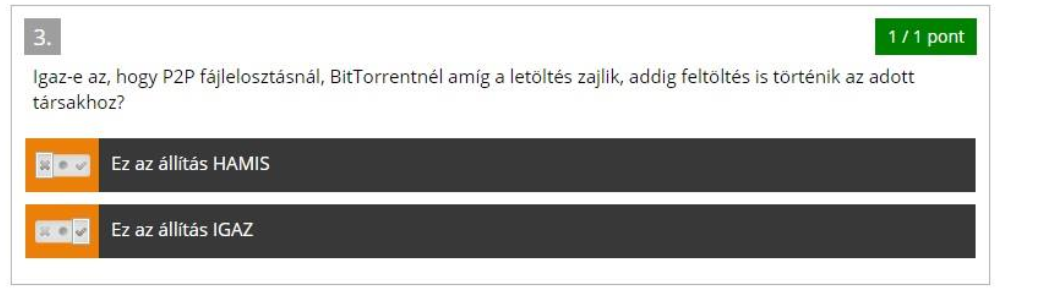 3.
1 / 1 pont
Igaz-e az, hogy P2P fájlelosztásnál, BitTorrentnél amíg a letöltés zajlik, addig feltöltés is történik az adott
társakhoz?
Ez az állítás HAMIS
Ez az állítás IGAZ